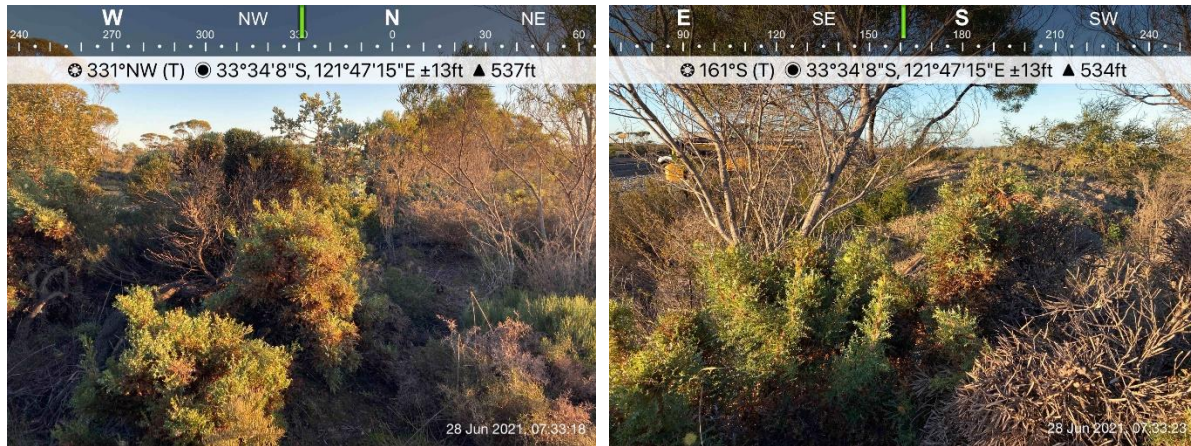 W NW N NE
240 270 300 330 0 30 60
331°NW (T) 33°34'8"S, 121°47'15"E ±13ft ▲ 537ft
28 Jun 2021, 07:33:18
E SE S SW
90 120 150 180 210 240
161°S (T) 33°34'8"S, 121°47'15"E ±13ft ▲ 534ft
28 Jun 2021, 07:33:23